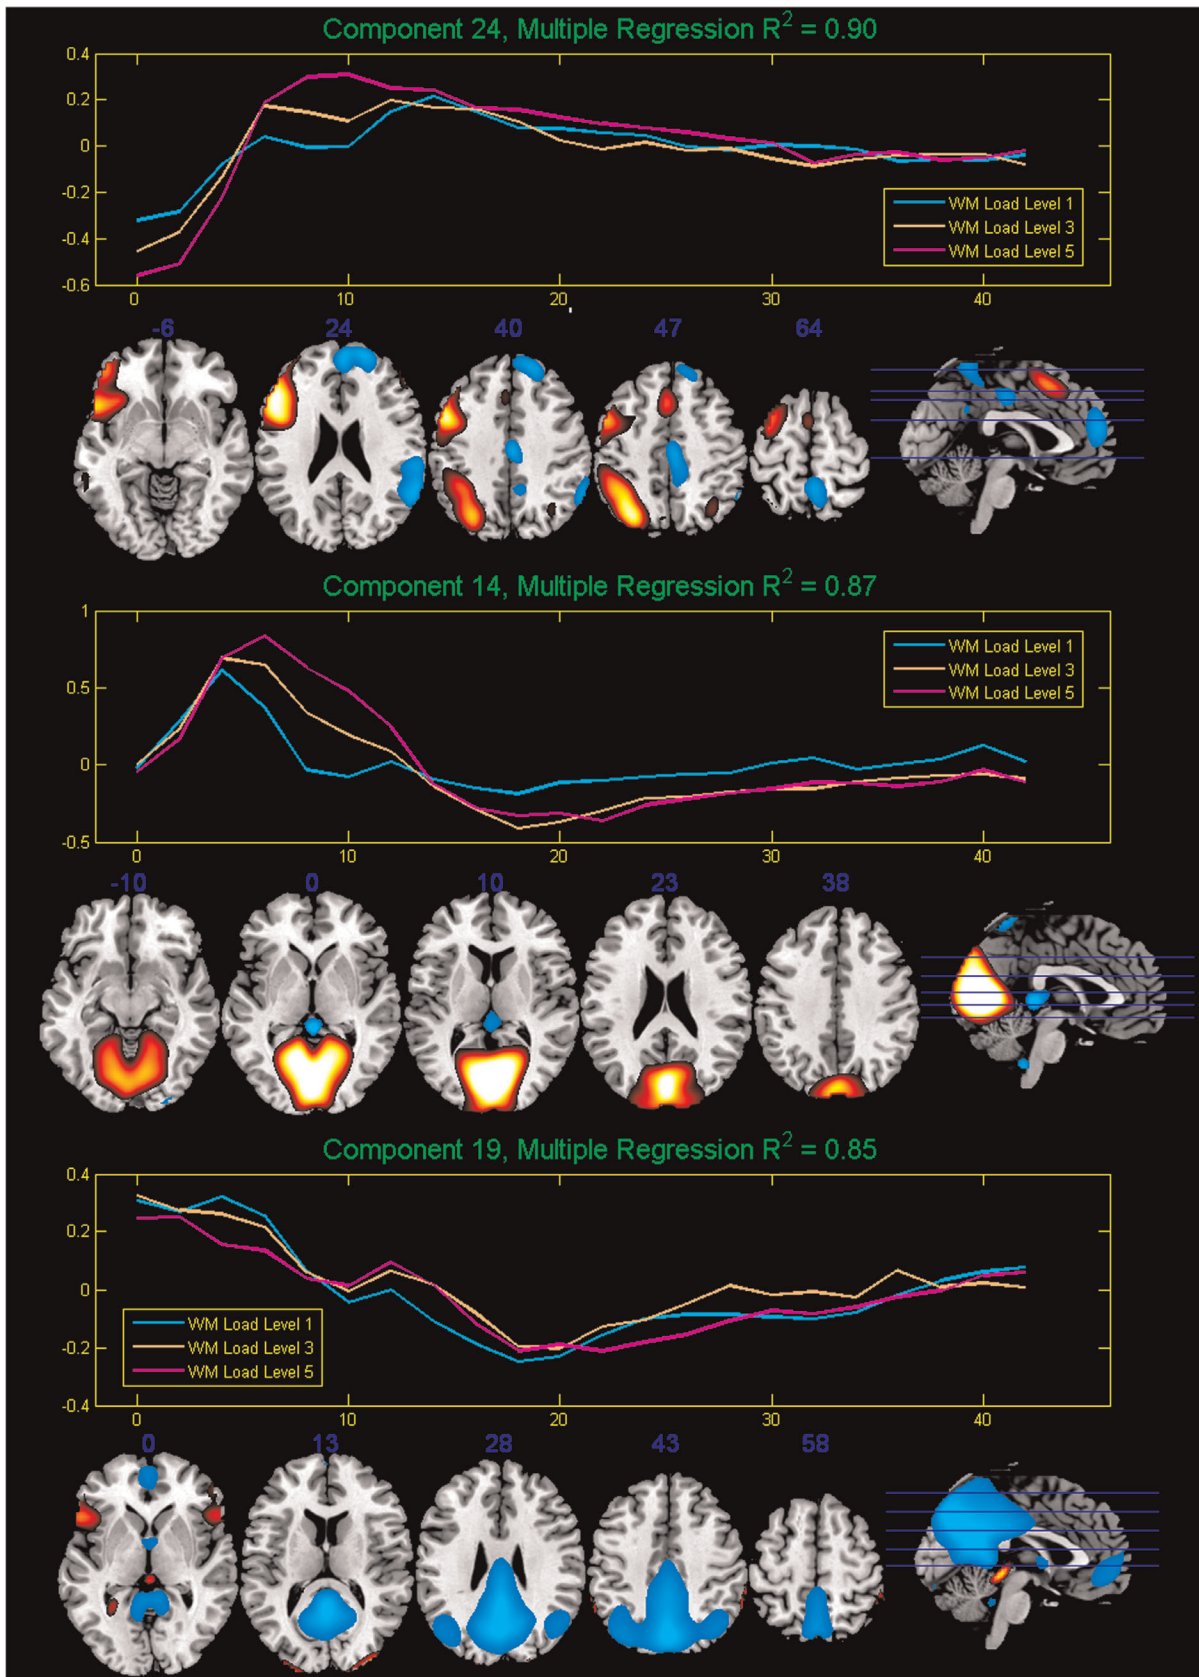 Component 24, Multiple Regression R² = 0.90
0.4
0.2
0
-0.2
-0.4
-0.6
WM Load Level 1
WM Load Level 3
WM Load Level 5
0 10 20 30 40
-6 24 40 47 64
Component 14, Multiple Regression R² = 0.87
1
0.5
0
-0.5
WM Load Level 1
WM Load Level 3
WM Load Level 5
0 10 20 30 40
-10 0 10 23 38
Component 19, Multiple Regression R² = 0.85
0.4
0.2
0
-0.2
-0.4
WM Load Level 1
WM Load Level 3
WM Load Level 5
0 10 20 30 40
0 13 28 43 58